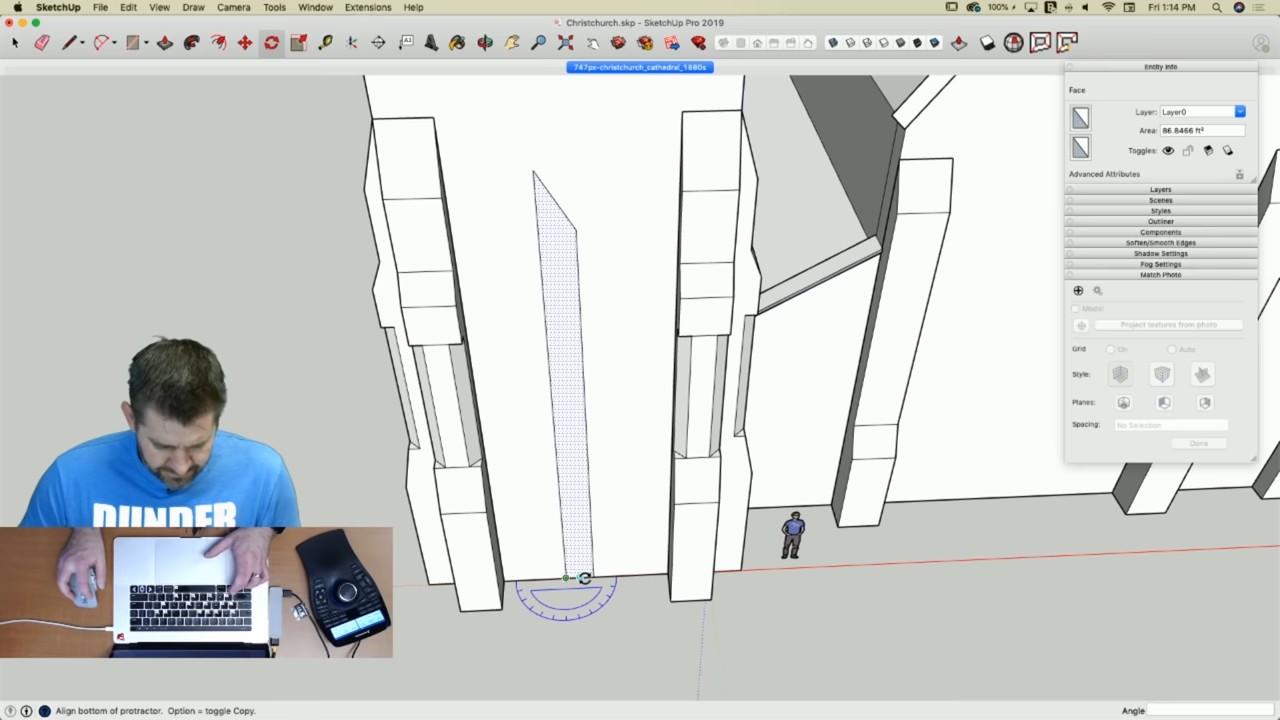 SketchUp File Edit View Draw Camera Tools Window Extensions Help
100% Fri 1:14 PM
Christchurch.skp - SketchUp Pro 2019
747px-christchurch_cathedral_1880s
Entity Info
Face
Layer: Layer0
Area: 86.8466 ft²
Toggles:
Advanced Attributes
Layers
Scenes
Styles
Outliner
Components
Soften/Smooth Edges
Shadow Settings
Fog Settings
Match Photo
Model
Project textures from photo
Grid On Auto
Style:
Planes:
Spacing: No Selection
Done
DUNDER
Align bottom of protractor. Option = toggle Copy.
Angle